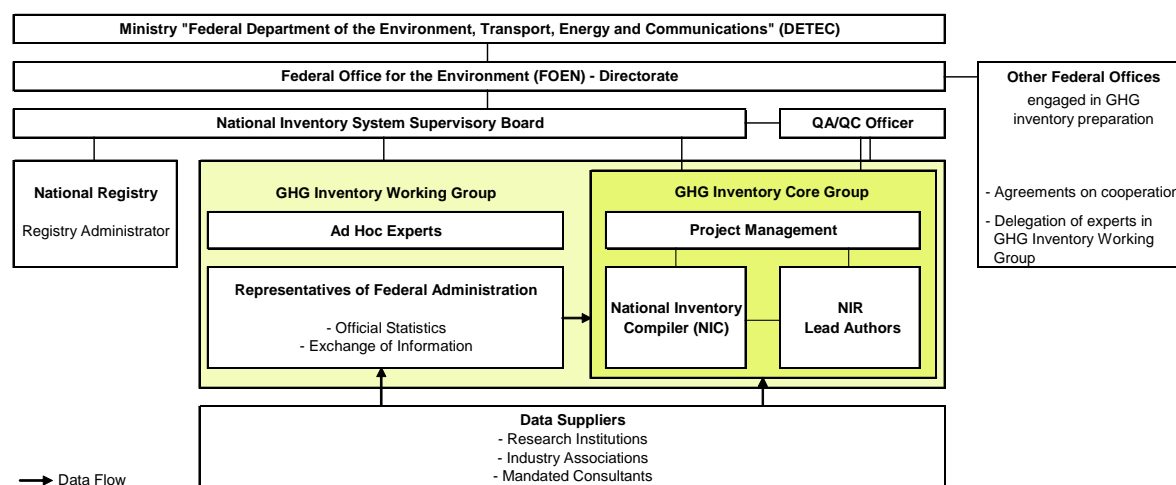 Ministry "Federal Department of the Environment, Transport, Energy and Communications" (DETEC)
Federal Office for the Environment (FOEN) - Directorate
Other Federal Offices
engaged in GHG
inventory preparation
- Agreements on cooperation
- Delegation of experts in
GHG Inventory Working
Group
National Inventory System Supervisory Board
QA/QC Officer
National Registry
Registry Administrator
GHG Inventory Working Group
Ad Hoc Experts
Representatives of Federal Administration
- Official Statistics
- Exchange of Information
GHG Inventory Core Group
Project Management
National Inventory
Compiler (NIC)
NIR
Lead Authors
Data Suppliers
- Research Institutions
- Industry Associations
- Mandated Consultants
Data Flow